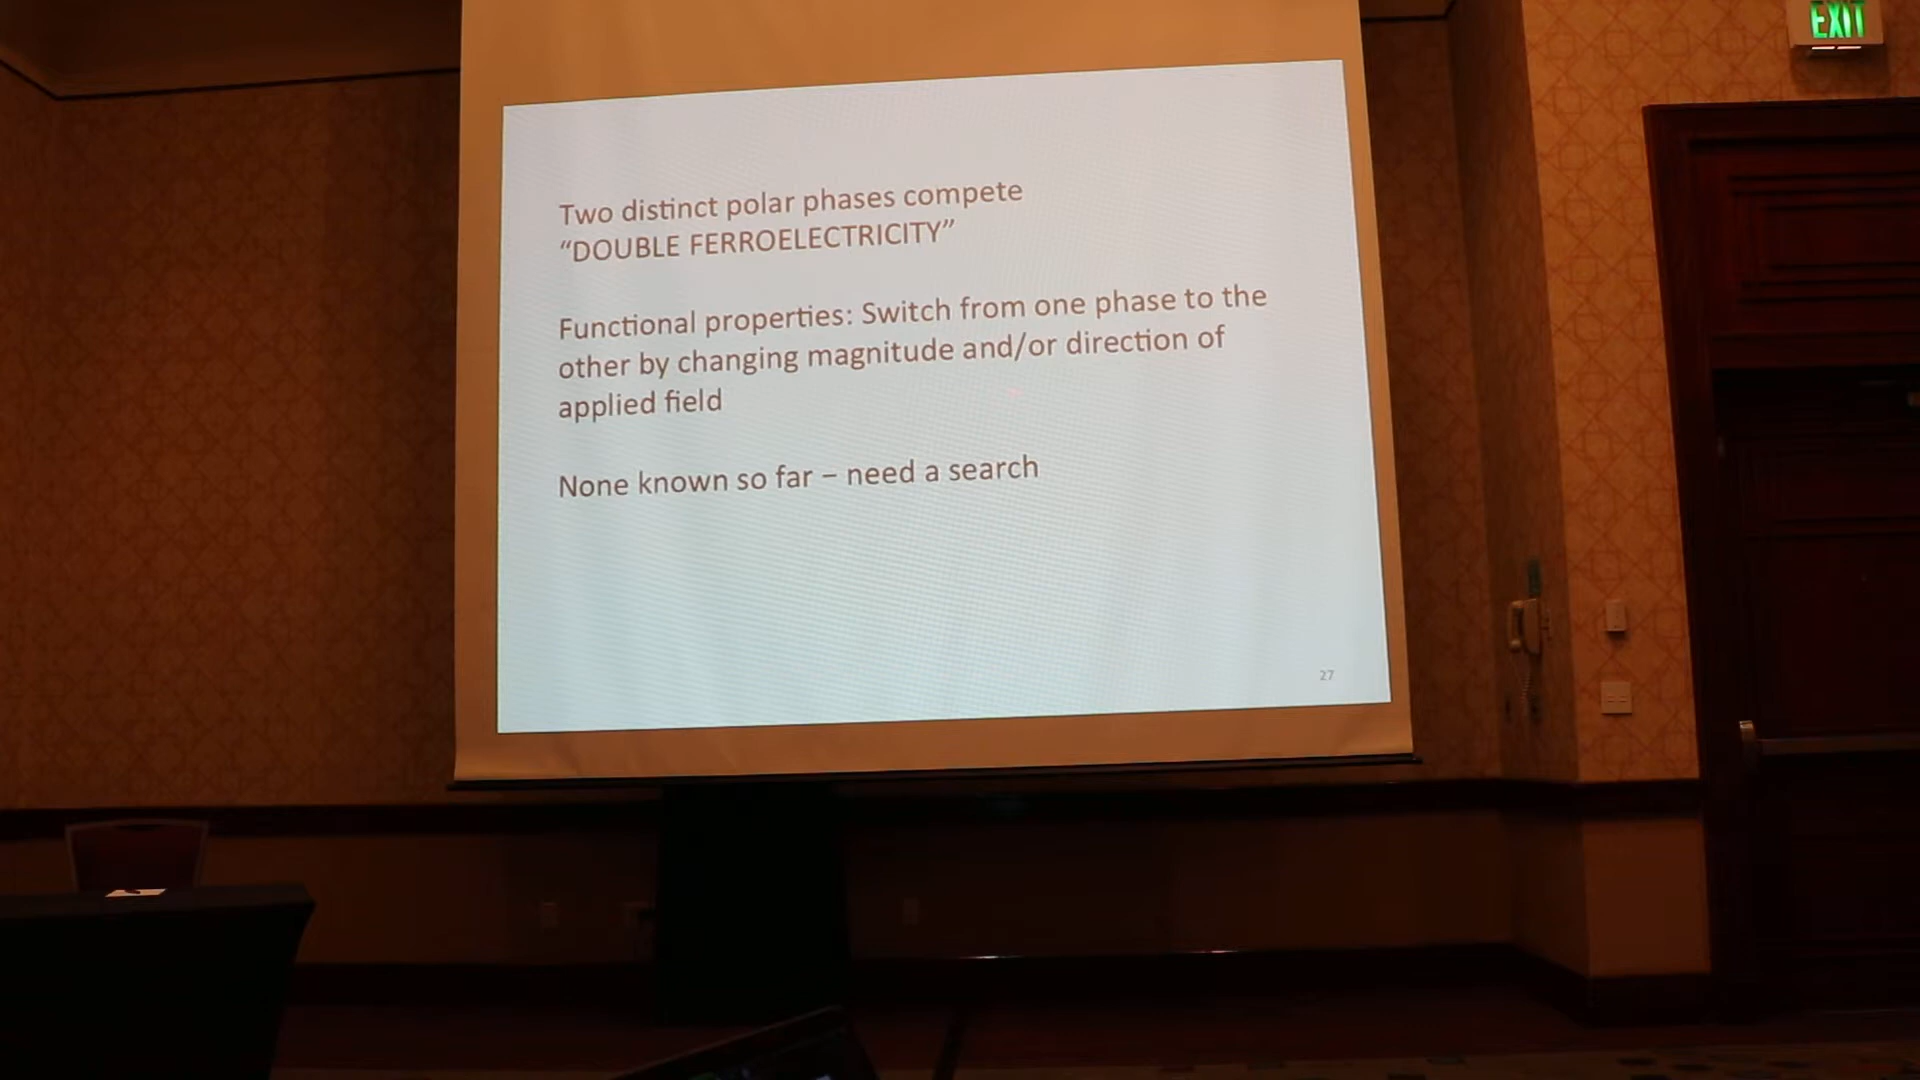 EXIT
Two distinct polar phases compete
“DOUBLE FERROELECTRICITY”
Functional properties: Switch from one phase to the
other by changing magnitude and/or direction of
applied field
None known so far – need a search
27